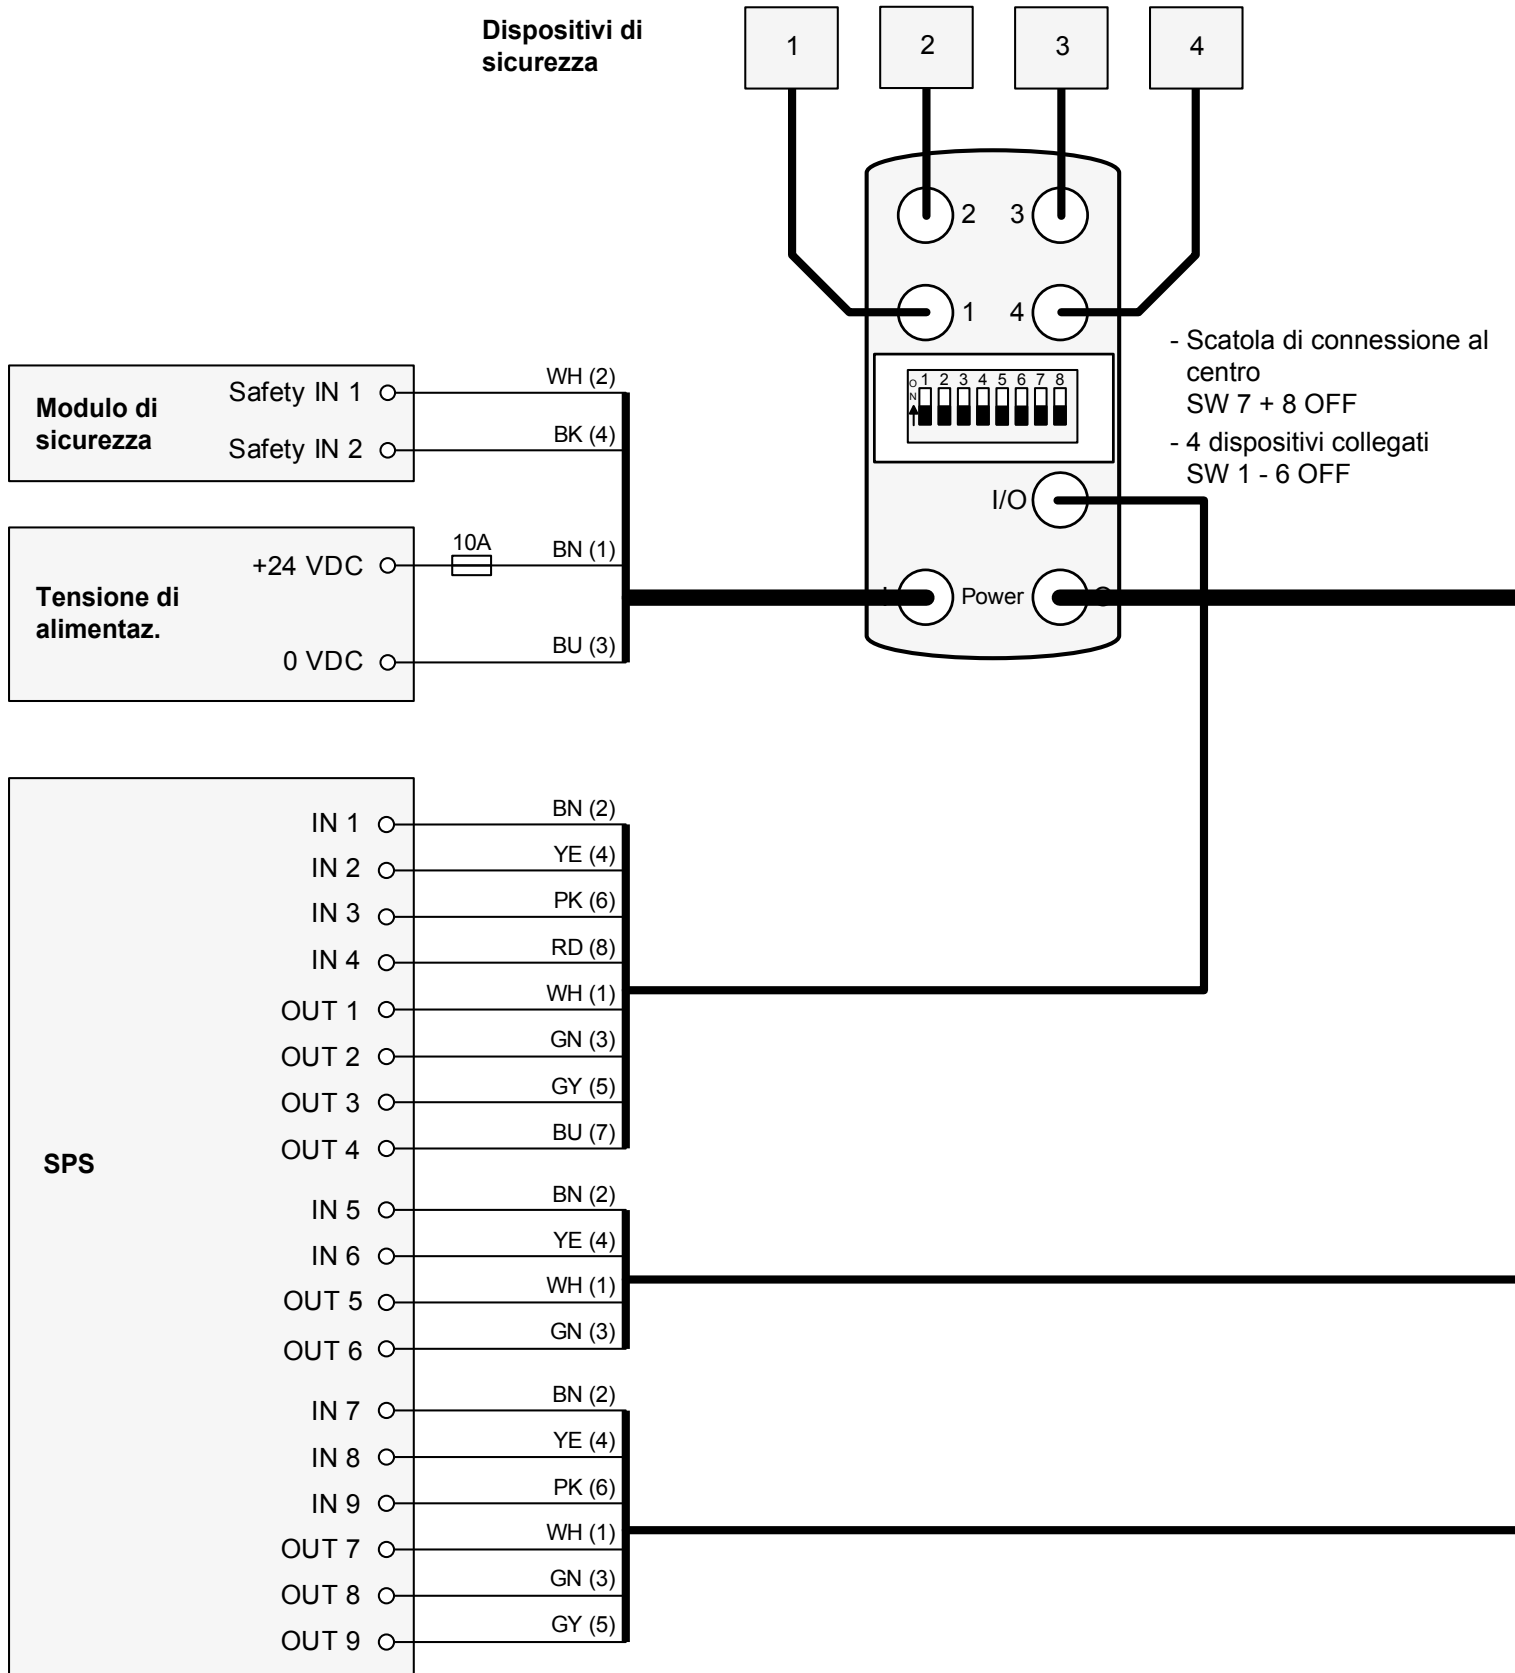 Dispositivi di
sicurezza
1
2
3
4
2
3
1
4
O
N
1 2 3 4 5 6 7 8
I/O
I
Power
O
- Scatola di connessione al
centro
SW 7 + 8 OFF
- 4 dispositivi collegati
SW 1 - 6 OFF
Modulo di
sicurezza
Safety IN 1
WH (2)
Safety IN 2
BK (4)
Tensione di
alimentaz.
+24 VDC
10A
BN (1)
0 VDC
BU (3)
SPS
IN 1
BN (2)
IN 2
YE (4)
IN 3
PK (6)
IN 4
RD (8)
OUT 1
WH (1)
OUT 2
GN (3)
OUT 3
GY (5)
OUT 4
BU (7)
IN 5
BN (2)
IN 6
YE (4)
OUT 5
WH (1)
OUT 6
GN (3)
IN 7
BN (2)
IN 8
YE (4)
IN 9
PK (6)
OUT 7
WH (1)
OUT 8
GN (3)
OUT 9
GY (5)